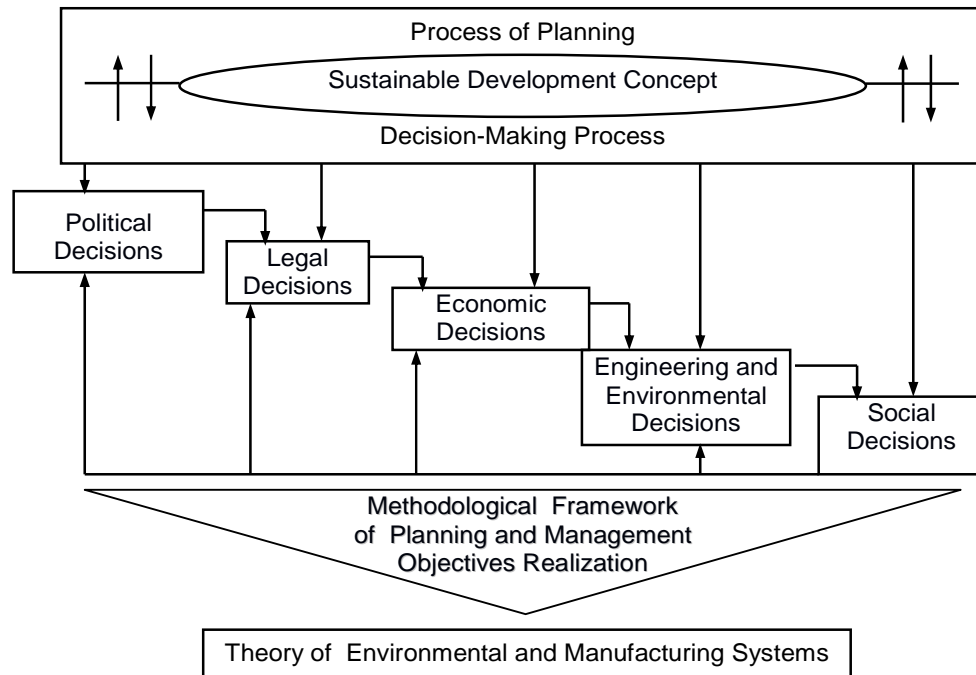 Process of Planning
Sustainable Development Concept
Decision-Making Process
Political
Decisions
Legal
Decisions
Economic
Decisions
Engineering and
Environmental
Decisions
Social
Decisions
Methodological Framework
of Planning and Management
Objectives Realization
Theory of Environmental and Manufacturing Systems